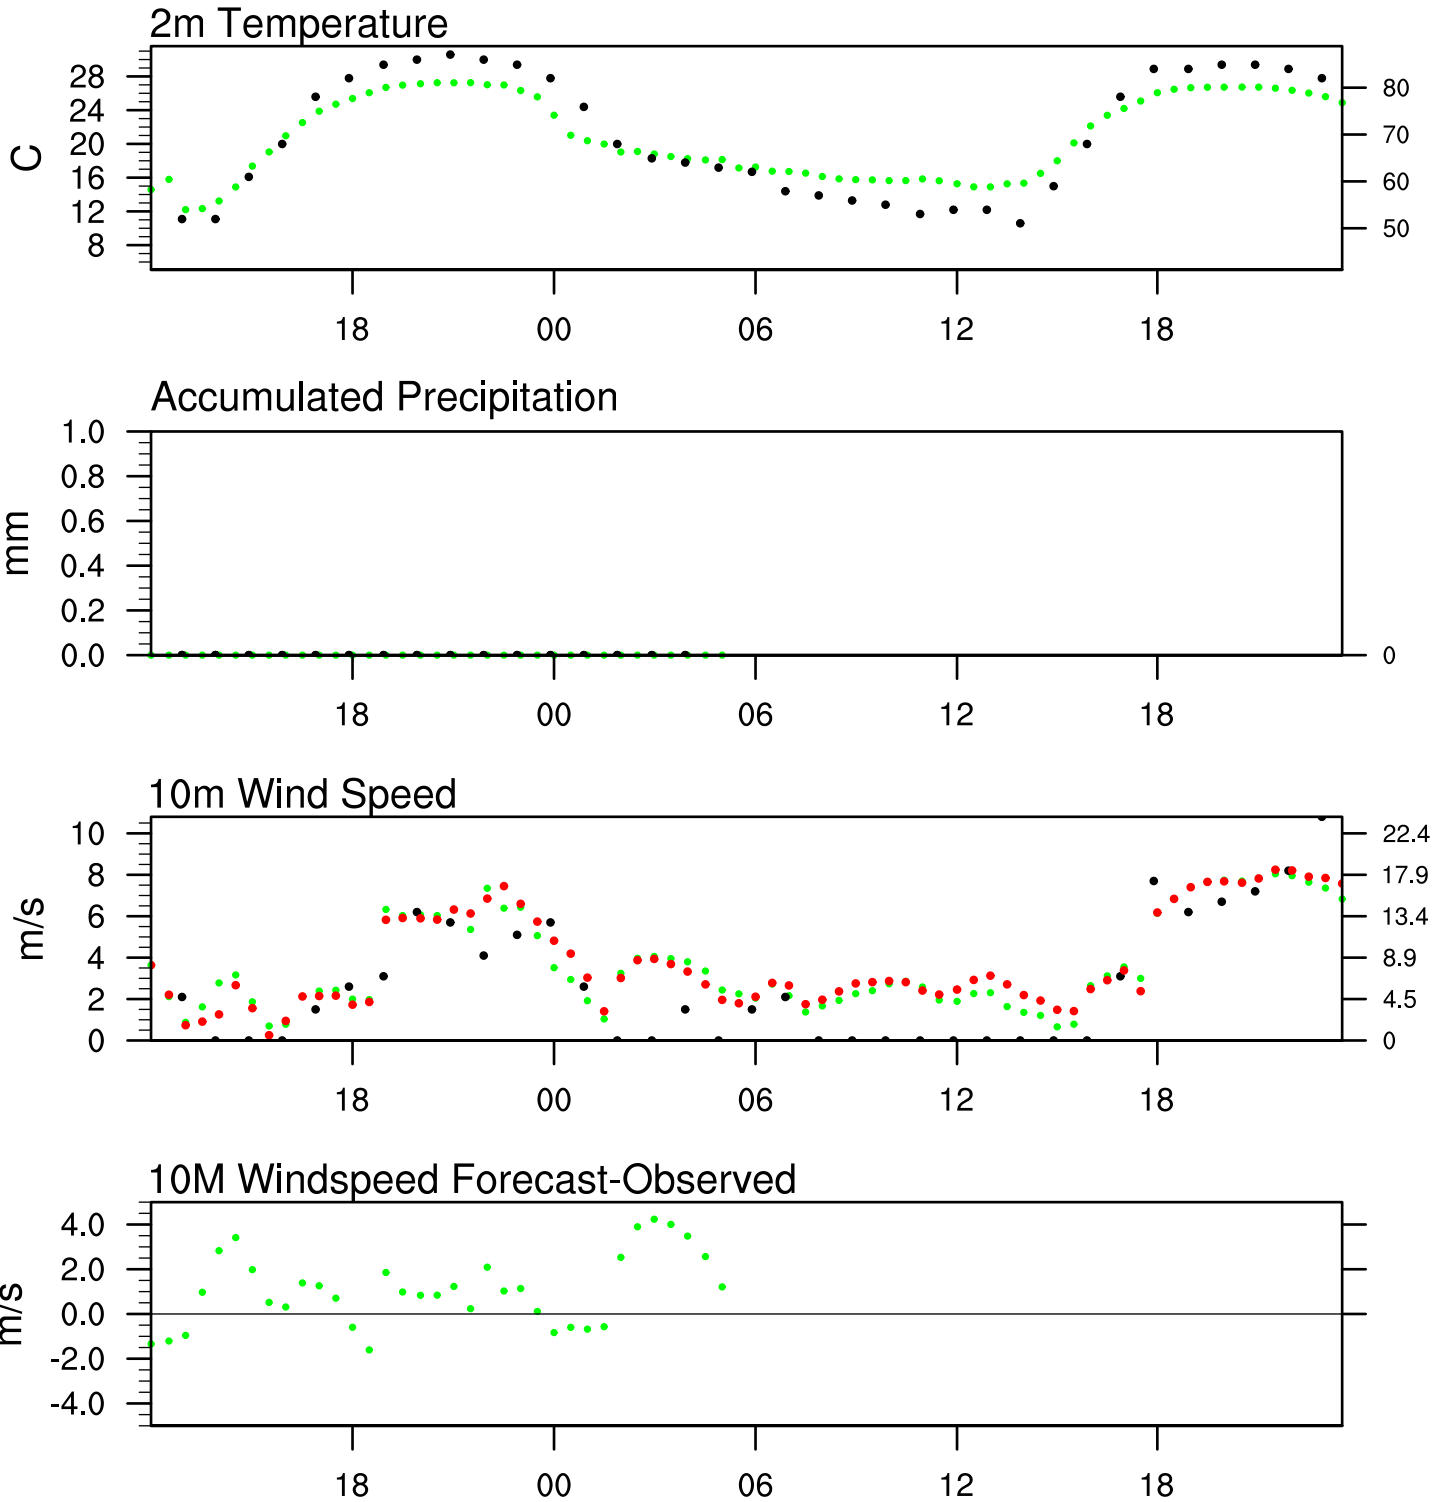 2m Temperature
28
24
20
16
12
8
C
80
70
60
50
18 00 06 12 18
Accumulated Precipitation
1.0
0.8
0.6
0.4
0.2
0.0
mm
0
18 00 06 12 18
10m Wind Speed
10
8
6
4
2
0
m/s
22.4
17.9
13.4
8.9
4.5
0
18 00 06 12 18
10M Windspeed Forecast-Observed
4.0
2.0
0.0
-2.0
-4.0
m/s
18 00 06 12 18